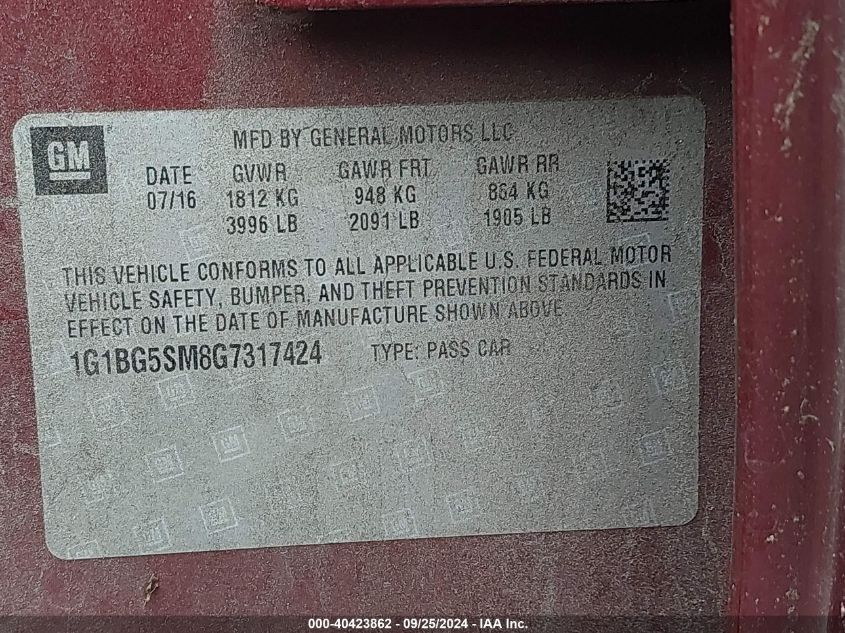 GM
MFD BY GENERAL MOTORS LLC
DATE GVWR GAWR FRT GAWR RR
07/16 1812 KG 948 KG 864 KG
3996 LB 2091 LB 1905 LB
THIS VEHICLE CONFORMS TO ALL APPLICABLE U.S. FEDERAL MOTOR
VEHICLE SAFETY, BUMPER, AND THEFT PREVENTION STANDARDS IN
EFFECT ON THE DATE OF MANUFACTURE SHOWN ABOVE
1G1BG5SM8G7317424 TYPE: PASS CAR
000-40423862 - 09/25/2024 - IAA Inc.